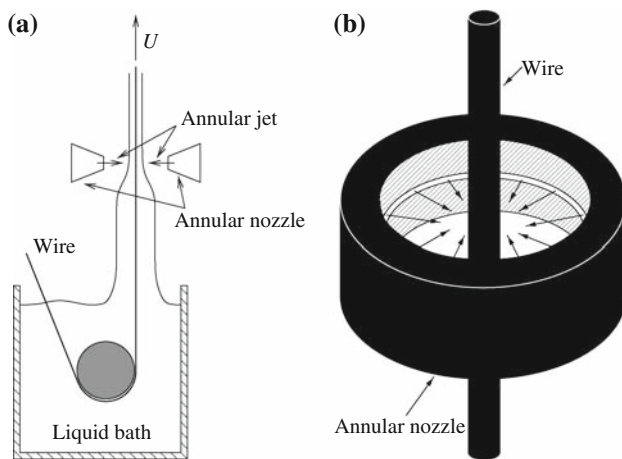 (a)
U
Annular jet
Annular nozzle
Wire
Liquid bath
(b)
Wire
Annular nozzle